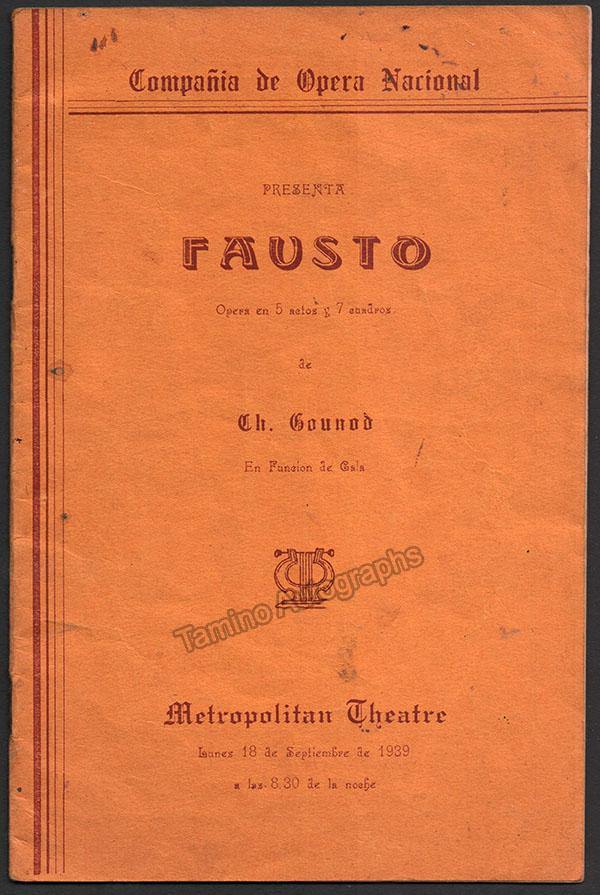 Compañia de Opera Nacional
PRESENTA
FAUSTO
Opera en 5 actos y 7 cuadros
de
Ch. Gounod
En Funcion de Gala
Tamino Autographs
Metropolitan Theatre
Lunes 18 de Septiembre de 1939
a las 8.30 de la noche